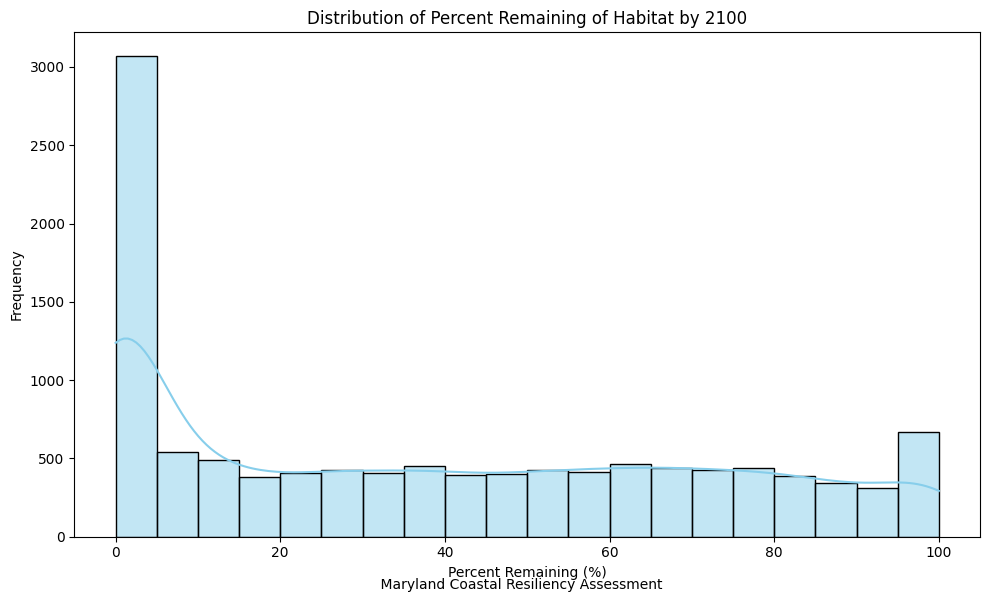 Distribution of Percent Remaining of Habitat by 2100
Frequency
3000
2500
2000
1500
1000
500
0
0 20 40 60 80 100
Percent Remaining (%)
Maryland Coastal Resiliency Assessment